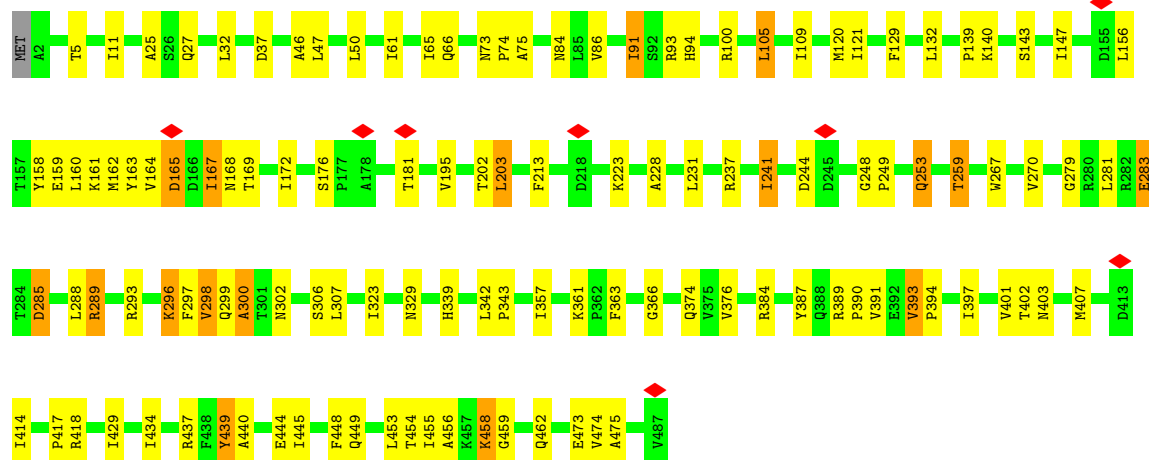 MET A2 T5 I11 A25 S26 Q27 L32 D37 A46 L47 L50 I61 I65 Q66 N73 P74 A75 N84 L85 V86 I91 S92 R93 H94 R100 L105 I109 M120 I121 F129 L132 P139 K140 S143 I147 D155 L156
T157 Y158 E159 L160 K161 M162 Y163 V164 D165 D166 I167 N168 T169 I172 S176 P177 A178 T181 V195 T202 L203 F213 D218 K223 A228 L231 R237 I241 D244 D245 G248 P249 Q253 T259 W267 V270 G279 R280 L281 R282 E283
T284 D285 L288 R289 R293 K296 F297 V298 Q299 A300 T301 N302 S306 L307 I323 N329 H339 L342 P343 I357 K361 P362 F363 G366 Q374 V375 V376 R384 Y387 Q388 R389 P390 V391 E392 V393 P394 I397 V401 T402 N403 M407 D413
I414 P417 R418 I429 I434 R437 F438 Y439 A440 E444 I445 F448 Q449 L453 T454 I455 A456 K457 K458 G459 Q462 E473 V474 A475 V487